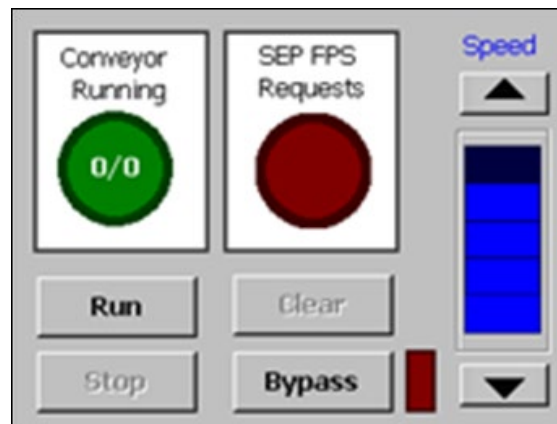 Conveyor
Running
0/0
SEP FPS
Requests
Speed
Run
Clear
Stop
Bypass